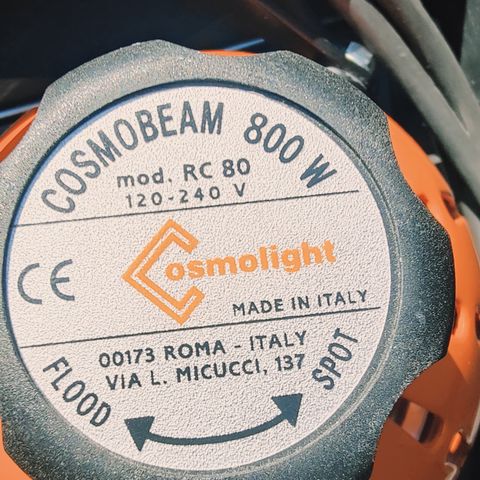 COSMOBEAM 800 W
mod. RC 80
120-240 V
CE
Cosmolight
MADE IN ITALY
00173 ROMA - ITALY
VIA L. MICUCCI, 137
FLOOD SPOT